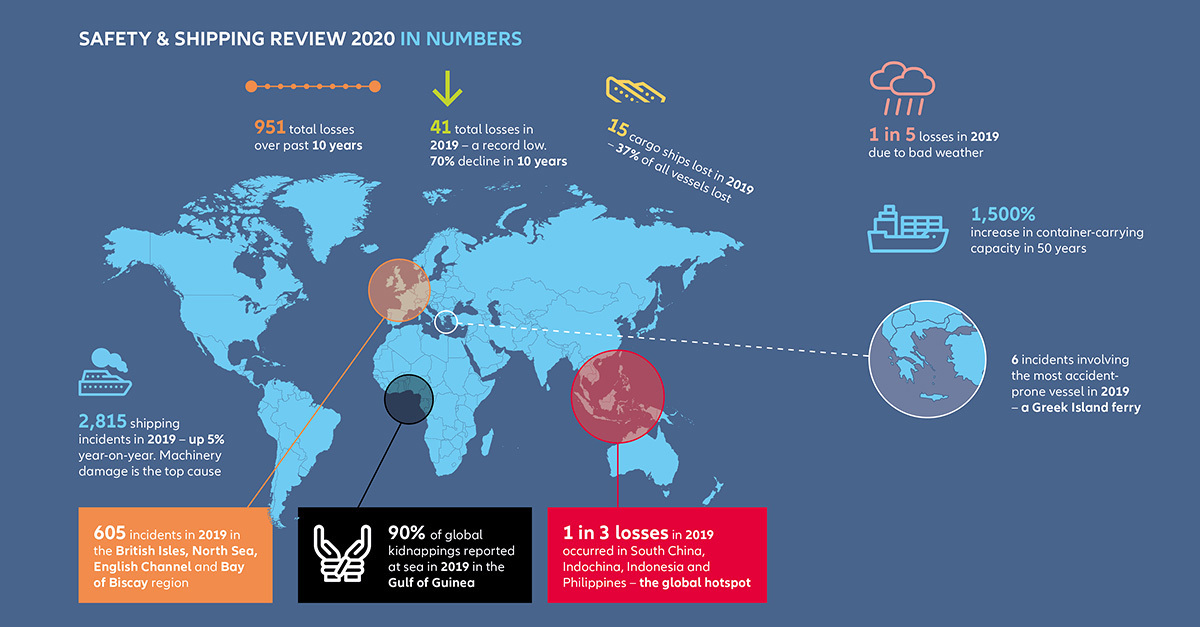 SAFETY & SHIPPING REVIEW 2020 IN NUMBERS
951 total losses
over past 10 years
41 total losses in
2019 – a record low.
70% decline in 10 years
15 cargo ships lost in 2019
– 37% of all vessels lost
1 in 5 losses in 2019
due to bad weather
1,500%
increase in container-carrying
capacity in 50 years
6 incidents involving
the most accident-
prone vessel in 2019
– a Greek Island ferry
2,815 shipping
incidents in 2019 – up 5%
year-on-year. Machinery
damage is the top cause
605 incidents in 2019 in
the British Isles, North Sea,
English Channel and Bay
of Biscay region
90% of global
kidnappings reported
at sea in 2019 in the
Gulf of Guinea
1 in 3 losses in 2019
occurred in South China,
Indochina, Indonesia and
Philippines – the global hotspot